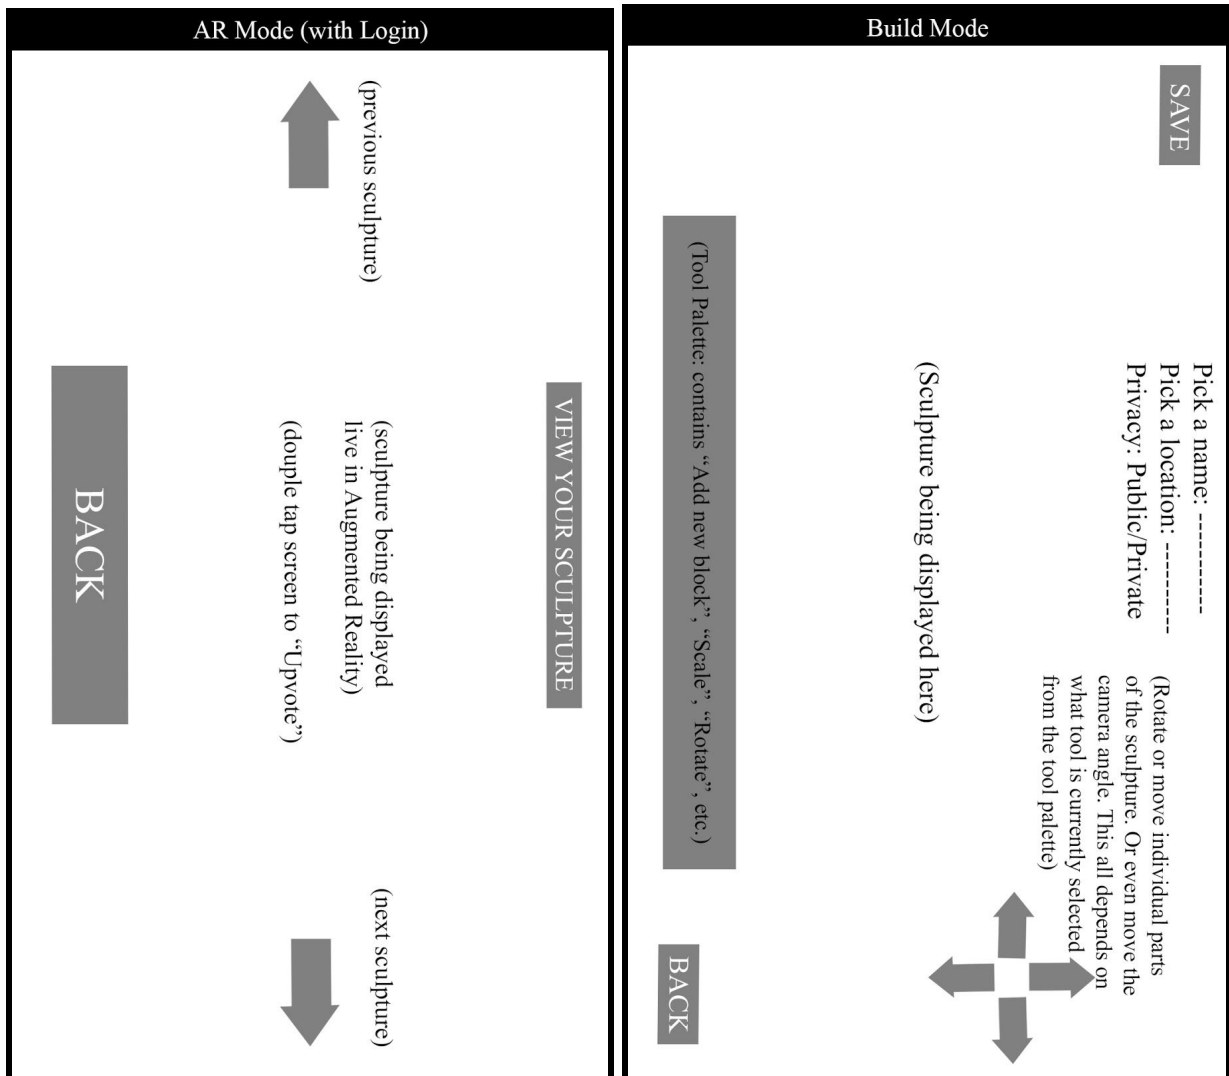 AR Mode (with Login)
(previous sculpture)
VIEW YOUR SCULPTURE
(sculpture being displayed
live in Augmented Reality)
(douple tap screen to “Upvote”)
(next sculpture)
BACK
Build Mode
SAVE
Pick a name: -----------
Pick a location: ----------
Privacy: Public/Private
(Rotate or move individual parts
of the sculpture. Or even move the
camera angle. This all depends on
what tool is currently selected
from the tool palette)
(Sculpture being displayed here)
(Tool Palette: contains “Add new block”, “Scale”, “Rotate”, etc.)
BACK